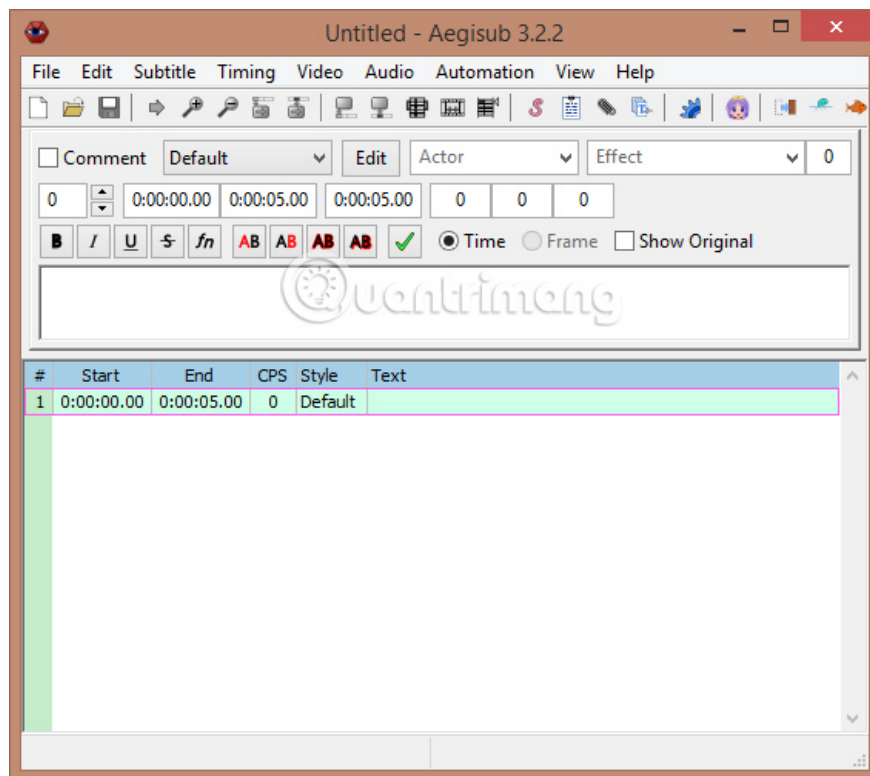 Untitled - Aegisub 3.2.2
File Edit Subtitle Timing Video Audio Automation View Help
Comment Default Edit Actor Effect 0
0 0:00:00.00 0:00:05.00 0:00:05.00 0 0 0
B I U S fn AB AB AB AB Time Frame Show Original
Quantrimang
# Start End CPS Style Text
1 0:00:00.00 0:00:05.00 0 Default